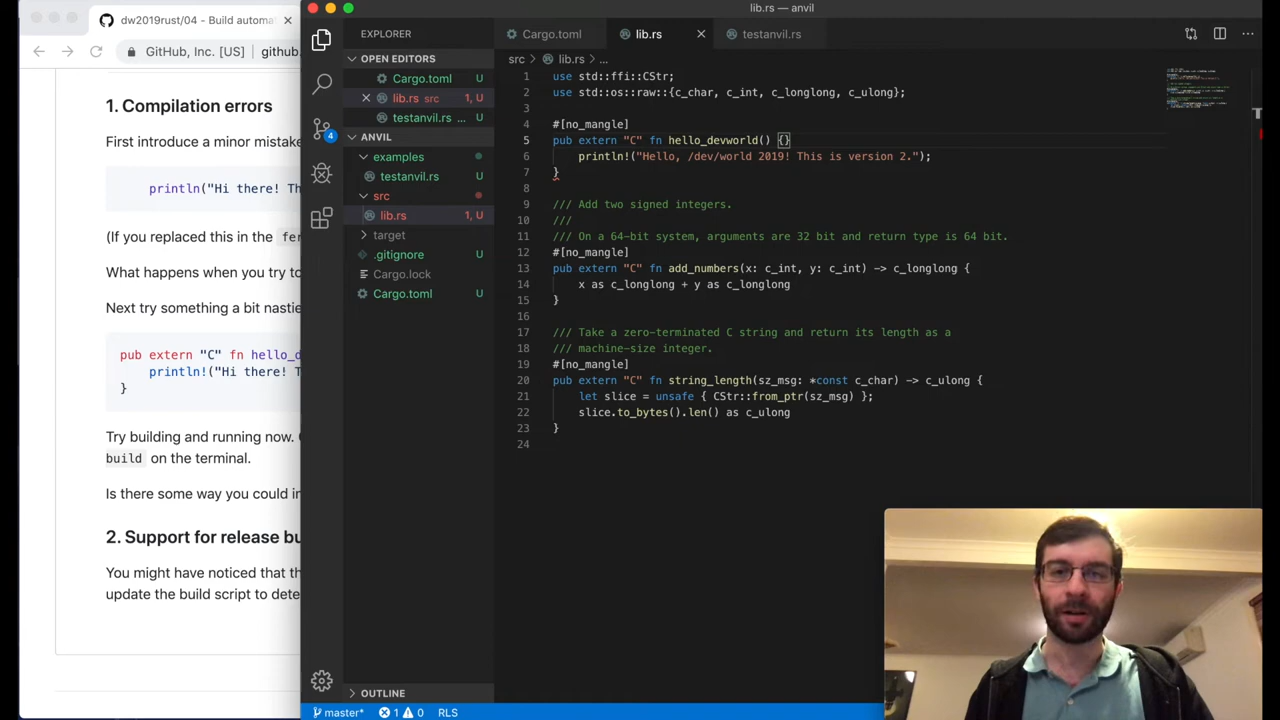 dw2019rust/04 - Build automa
GitHub, Inc. [US]
github.
1. Compilation errors
First introduce a minor mistake
println("Hi there! Th
(If you replaced this in the fer
What happens when you try to
Next try something a bit nastie
pub extern "C" fn hello_d
println!("Hi there! T
}
Try building and running now. C
build on the terminal.
Is there some way you could in
2. Support for release bu
You might have noticed that th
update the build script to dete
lib.rs — anvil
EXPLORER
OPEN EDITORS
Cargo.toml U
lib.rs src 1, U
testanvil.rs ... U
ANVIL
examples
testanvil.rs U
src
lib.rs 1, U
target
.gitignore U
Cargo.lock
Cargo.toml U
OUTLINE
4
Cargo.toml
lib.rs
testanvil.rs
src > lib.rs > ...
1 use std::ffi::CStr;
2 use std::os::raw::{c_char, c_int, c_longlong, c_ulong};
3
4 #[no_mangle]
5 pub extern "C" fn hello_devworld() {}
6 println!("Hello, /dev/world 2019! This is version 2.");
7 }
8
9 /// Add two signed integers.
10 ///
11 /// On a 64-bit system, arguments are 32 bit and return type is 64 bit.
12 #[no_mangle]
13 pub extern "C" fn add_numbers(x: c_int, y: c_int) -> c_longlong {
14 x as c_longlong + y as c_longlong
15 }
16
17 /// Take a zero-terminated C string and return its length as a
18 /// machine-size integer.
19 #[no_mangle]
20 pub extern "C" fn string_length(sz_msg: *const c_char) -> c_ulong {
21 let slice = unsafe { CStr::from_ptr(sz_msg) };
22 slice.to_bytes().len() as c_ulong
23 }
24
master* 1 0 RLS